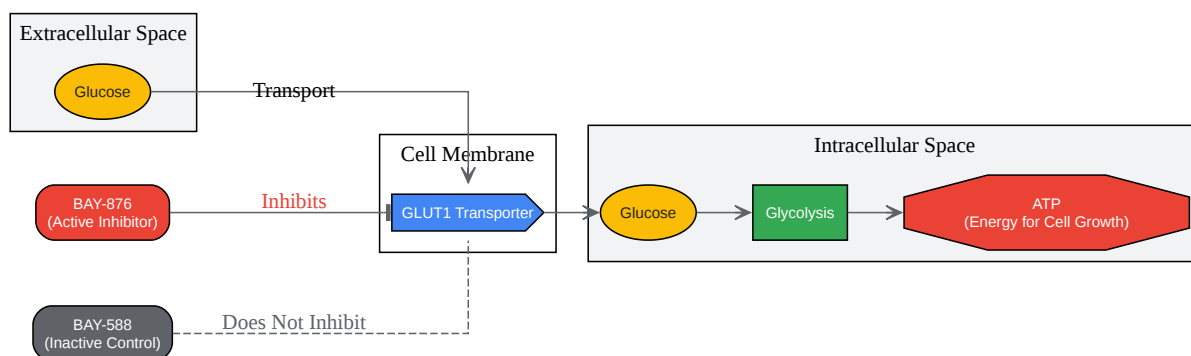 Extracellular Space
Glucose
Transport
Cell Membrane
GLUT1 Transporter
Intracellular Space
Glucose
Glycolysis
ATP
(Energy for Cell Growth)
BAY-876
(Active Inhibitor)
Inhibits
BAY-588
(Inactive Control)
Does Not Inhibit